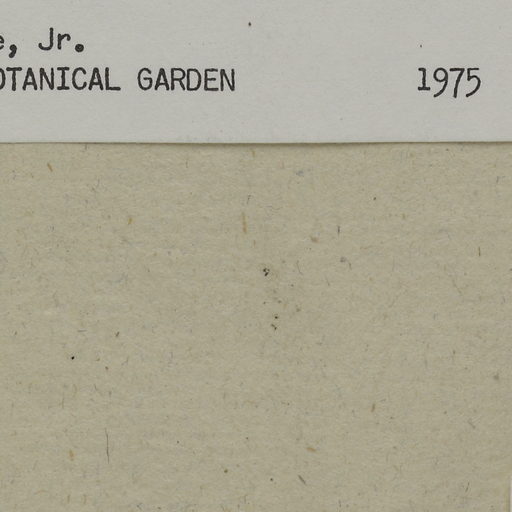 e, Jr.
OTANICAL GARDEN 1975